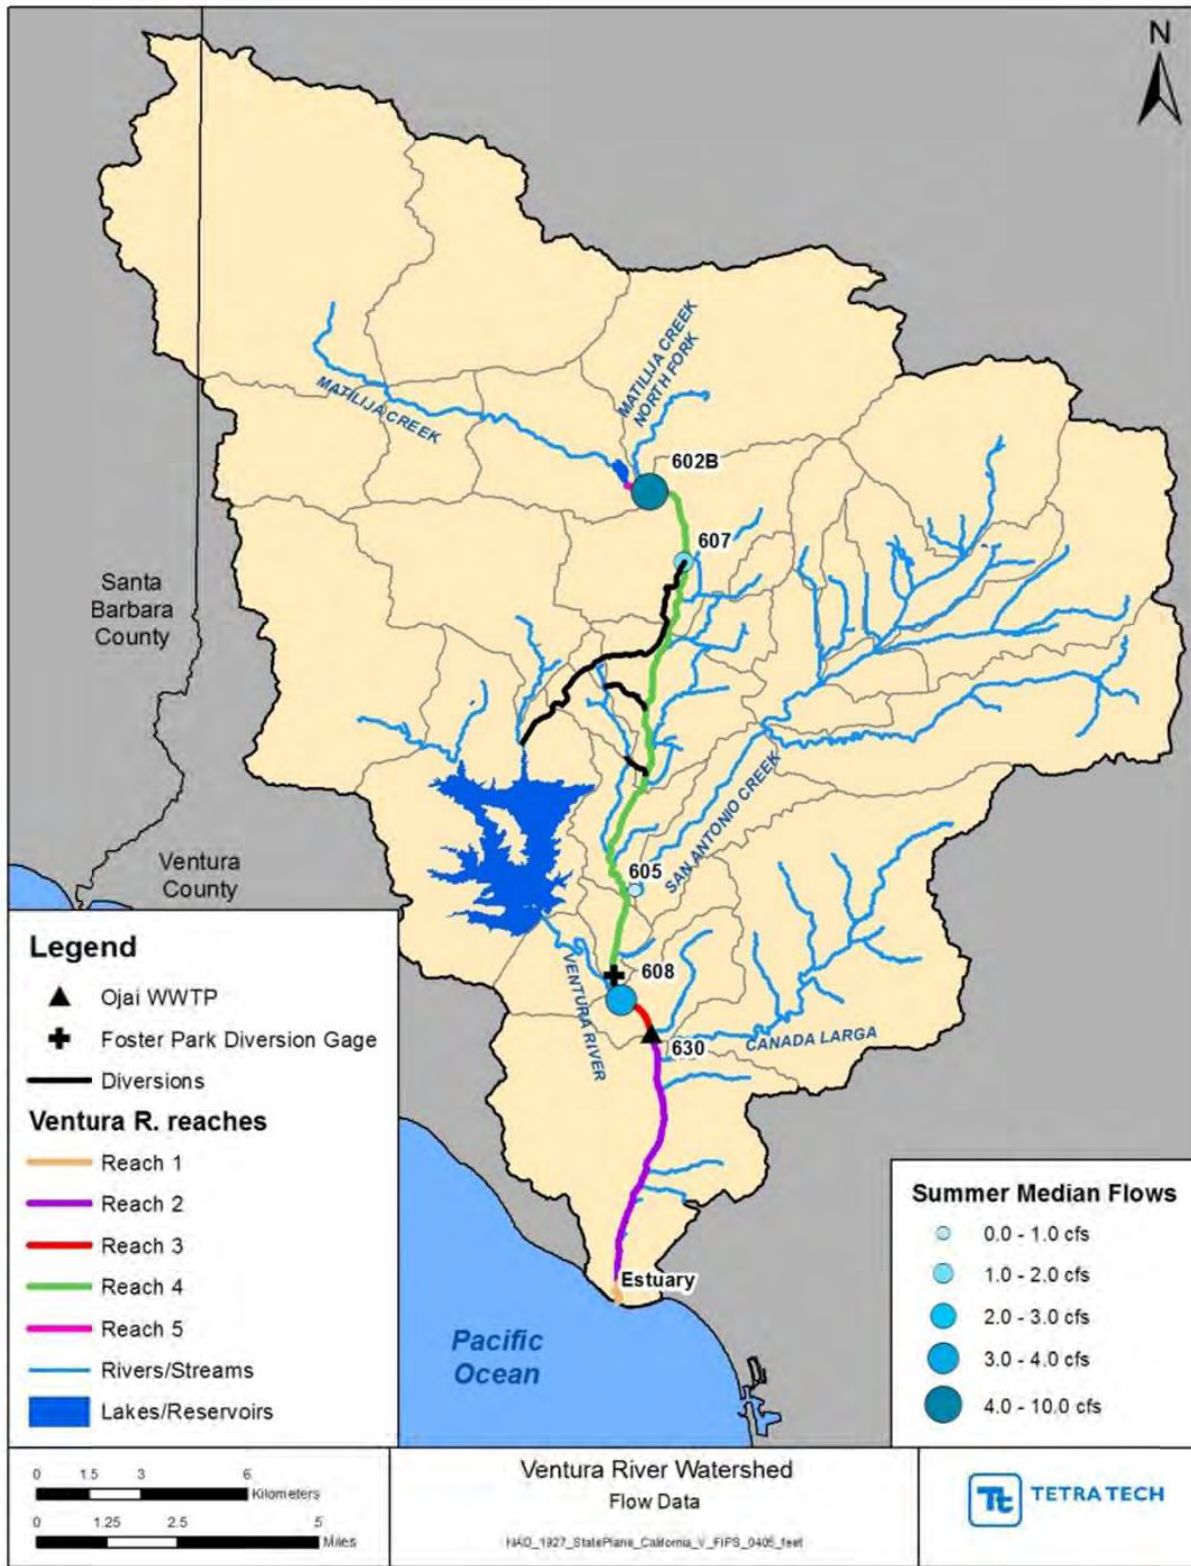 N
MATILIJA CREEK
NORTH FORK
MATILIJA CREEK
602B
607
Santa
Barbara
County
SAN ANTONIO CREEK
Ventura
County
605
608
VENTURA RIVER
630
CANADA LARGA
Estuary
Pacific
Ocean
Legend
Ojai WWTP
Foster Park Diversion Gage
Diversions
Ventura R. reaches
Reach 1
Reach 2
Reach 3
Reach 4
Reach 5
Rivers/Streams
Lakes/Reservoirs
Summer Median Flows
0.0 - 1.0 cfs
1.0 - 2.0 cfs
2.0 - 3.0 cfs
3.0 - 4.0 cfs
4.0 - 10.0 cfs
0 1.5 3 6
Kilometers
0 1.25 2.5 5
Miles
Ventura River Watershed
Flow Data
NAD_1927_StatePlane_California_V_FIPS_0405_feet
Tt TETRA TECH